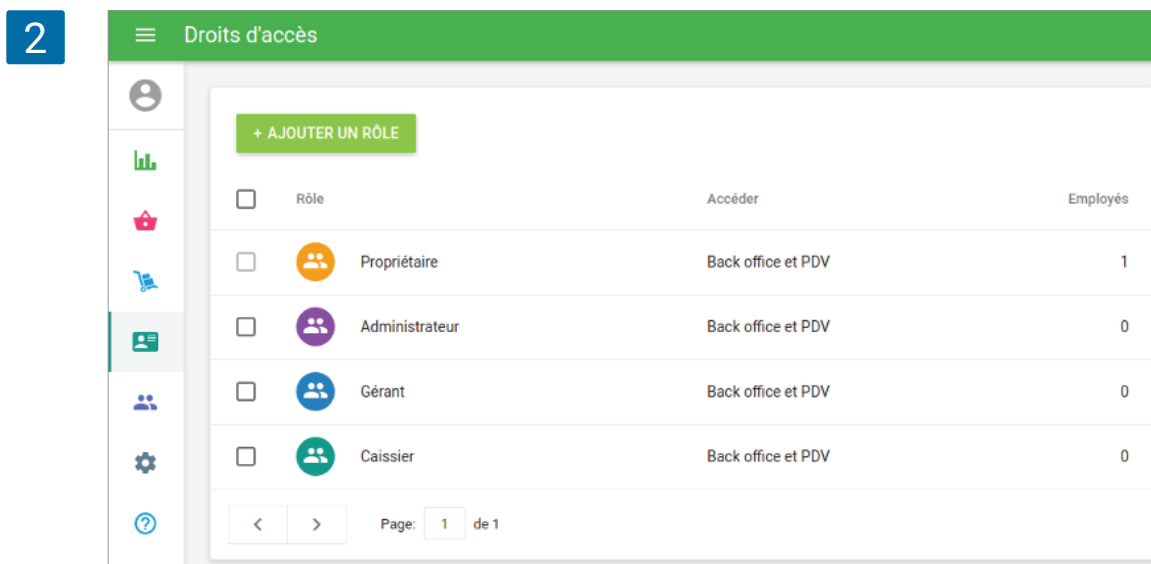 2
Droits d'accès
+ AJOUTER UN RÔLE
Rôle Accéder Employés
Propriétaire Back office et PDV 1
Administrateur Back office et PDV 0
Gérant Back office et PDV 0
Caissier Back office et PDV 0
Page: 1 de 1